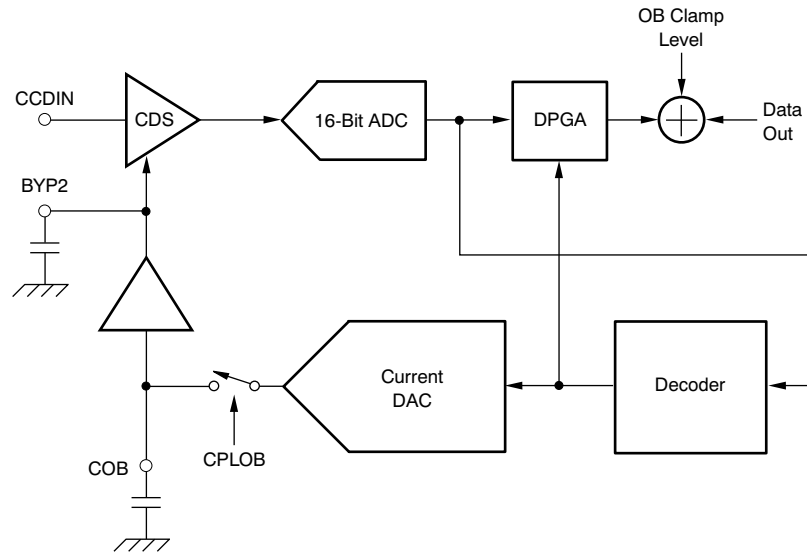 OB Clamp
Level
CCDIN
CDS
16-Bit ADC
DPGA
Data
Out
BYP2
Current
DAC
Decoder
CPLOB
COB